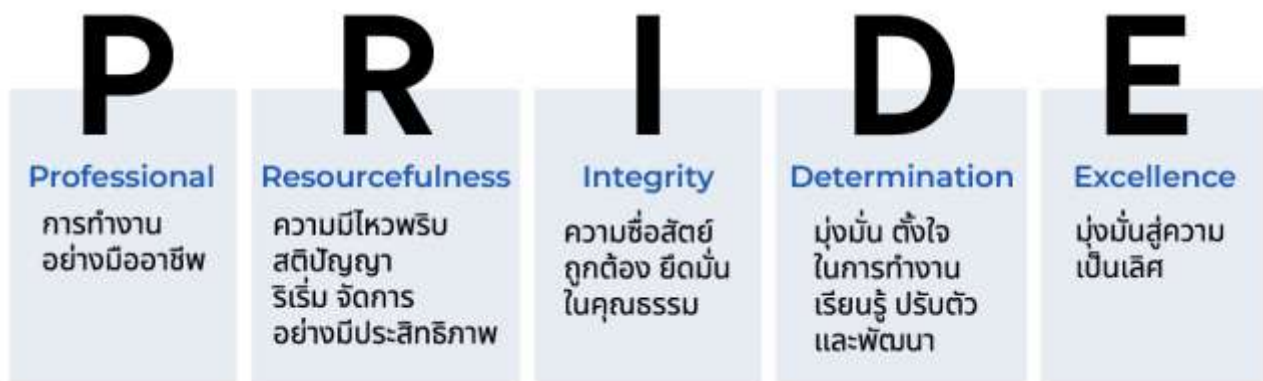 P
Professional
การทำงาน
อย่างมืออาชีพ
R
Resourcefulness
ความมีไหวพริบ
สติปัญญา
ริเริ่ม จัดการ
อย่างมีประสิทธิภาพ
I
Integrity
ความซื่อสัตย์
ถูกต้อง ยึดมั่น
ในคุณธรรม
D
Determination
มุ่งมั่น ตั้งใจ
ในการทำงาน
เรียนรู้ ปรับตัว
และพัฒนา
E
Excellence
มุ่งมั่นสู่ความ
เป็นเลิศ